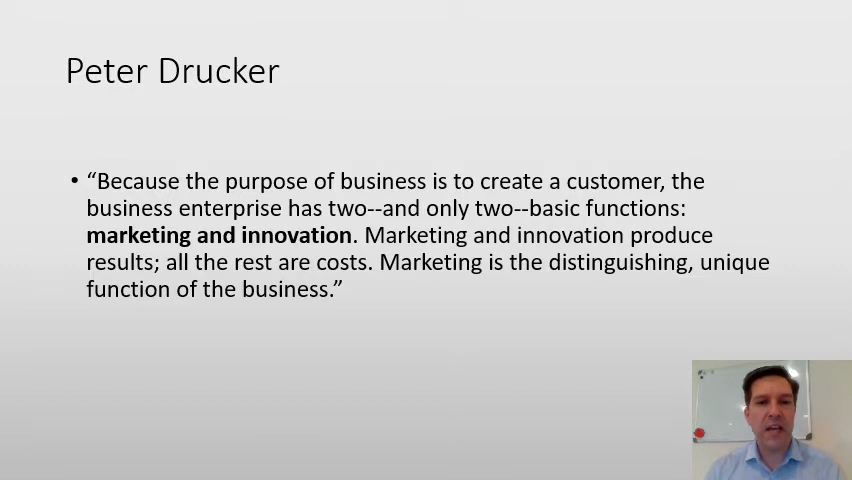 Peter Drucker
• “Because the purpose of business is to create a customer, the
business enterprise has two--and only two--basic functions:
marketing and innovation. Marketing and innovation produce
results; all the rest are costs. Marketing is the distinguishing, unique
function of the business.”